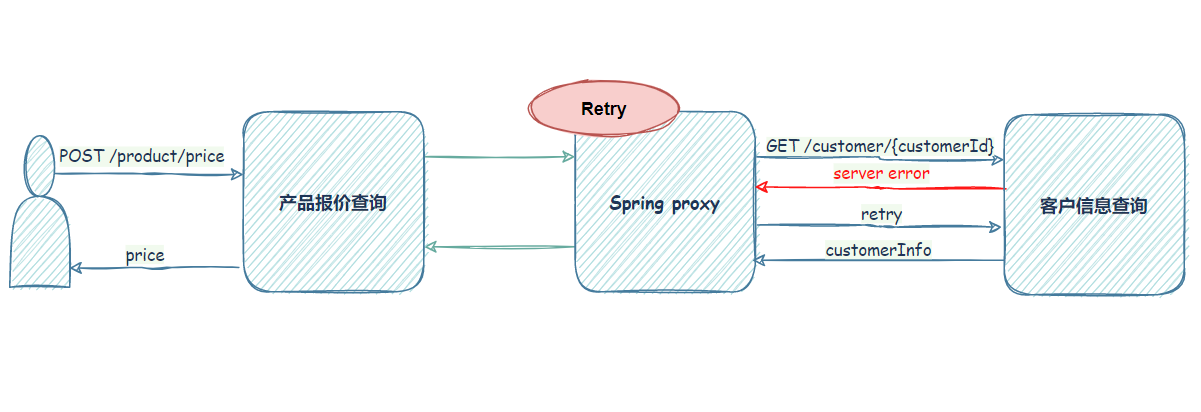 Retry
POST /product/price
GET /customer/{customerId}
server error
产品报价查询
Spring proxy
客户信息查询
retry
price
customerInfo